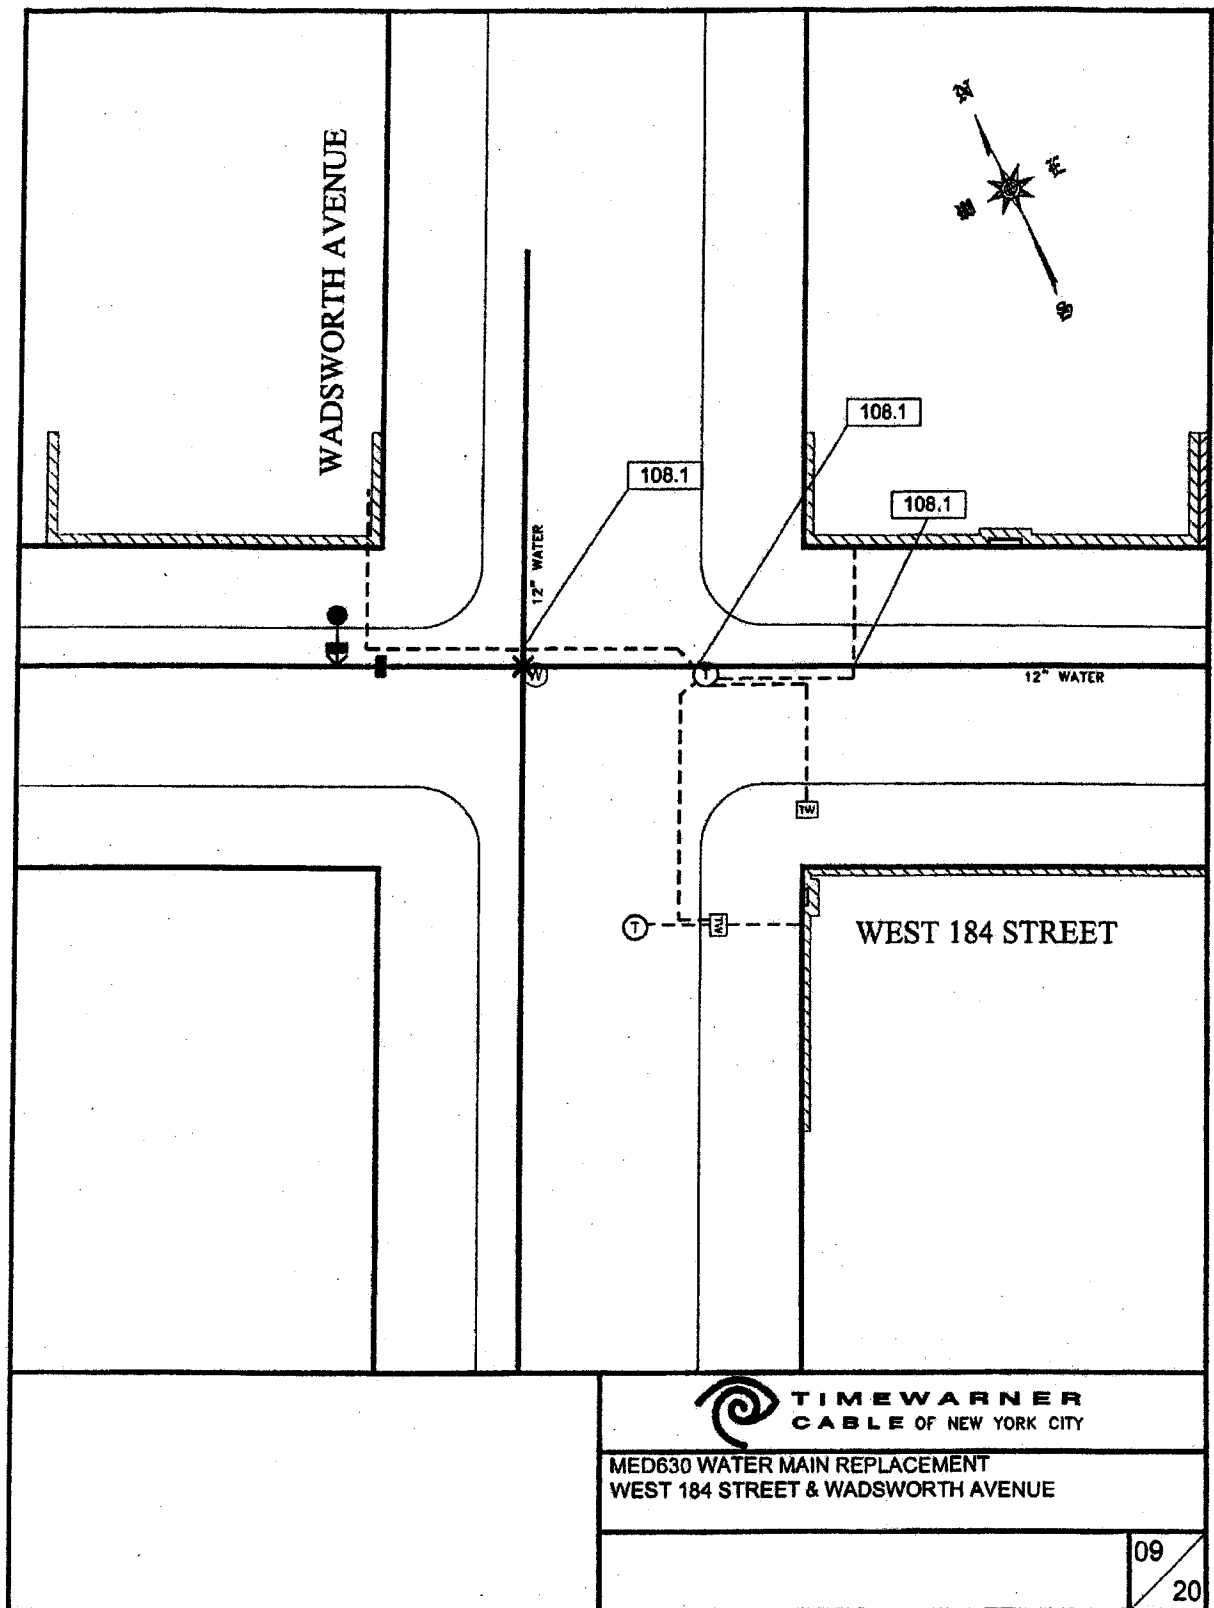 WADSWORTH AVENUE
N
E
W
S
108.1
108.1
108.1
12" WATER
W
T
12" WATER
TW
T
TW
WEST 184 STREET
TIMEWARNER
CABLE OF NEW YORK CITY
MED630 WATER MAIN REPLACEMENT
WEST 184 STREET & WADSWORTH AVENUE
09
20